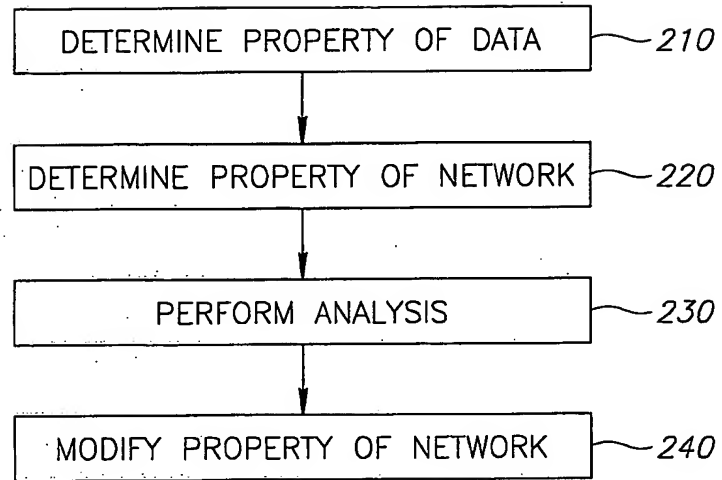 DETERMINE PROPERTY OF DATA 210
DETERMINE PROPERTY OF NETWORK 220
PERFORM ANALYSIS 230
MODIFY PROPERTY OF NETWORK 240